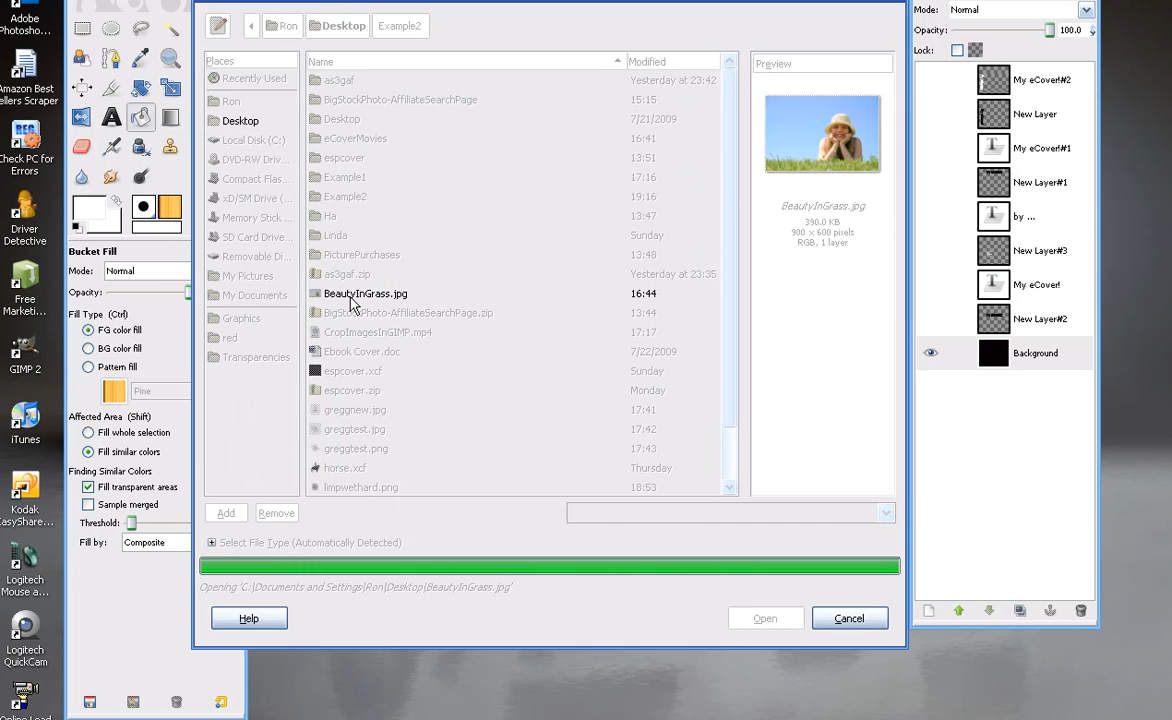 Adobe
Photosho...
Amazon Best
ellers Scraper
Check PC for
Errors
Driver
Detective
Free
Marketi...
GIMP 2
iTunes
Kodak
EasyShare...
Logitech
Mouse a...
Logitech
QuickCam
Bucket Fill
Mode: Normal
Opacity:
Fill Type (Ctrl)
FG color fill
BG color fill
Pattern fill
Pine
Affected Area (Shift)
Fill whole selection
Fill similar colors
Finding Similar Colors
Fill transparent areas
Sample merged
Threshold:
Fill by: Composite
Ron Desktop Example2
Places
Recently Used
Ron
Desktop
Local Disk (C:)
DVD-RW Driv...
Compact Flas...
xD/SM Drive (...
Memory Stick ...
SD Card Drive...
Removable Di...
My Pictures
My Documents
Graphics
red
Transparencies
Add Remove
Name Modified
as3gaf Yesterday at 23:42
BigStockPhoto-AffiliateSearchPage 15:15
Desktop 7/21/2009
eCoverMovies 16:41
espcover 13:51
Example1 17:16
Example2 19:16
Ha 13:47
Linda Sunday
PicturePurchases 13:48
as3gaf.zip Yesterday at 23:35
BeautyInGrass.jpg 16:44
BigStockPhoto-AffiliateSearchPage.zip 13:44
CropImagesInGIMP.mp4 17:17
Ebook Cover.doc 7/22/2009
espcover.xcf Sunday
espcover.zip Monday
greggnew.jpg 17:41
greggtest.jpg 17:42
greggtest.png 17:43
horse.xcf Thursday
limpwethard.png 18:53
Preview
BeautyInGrass.jpg
390.0 KB
900 x 600 pixels
RGB, 1 layer
Select File Type (Automatically Detected)
Opening 'C:\Documents and Settings\Ron\Desktop\BeautyInGrass.jpg'
Help Open Cancel
Mode: Normal
Opacity: 100.0
Lock:
My eCover!#2
New Layer
My eCover!#1
New Layer#1
by ...
New Layer#3
My eCover!
New Layer#2
Background